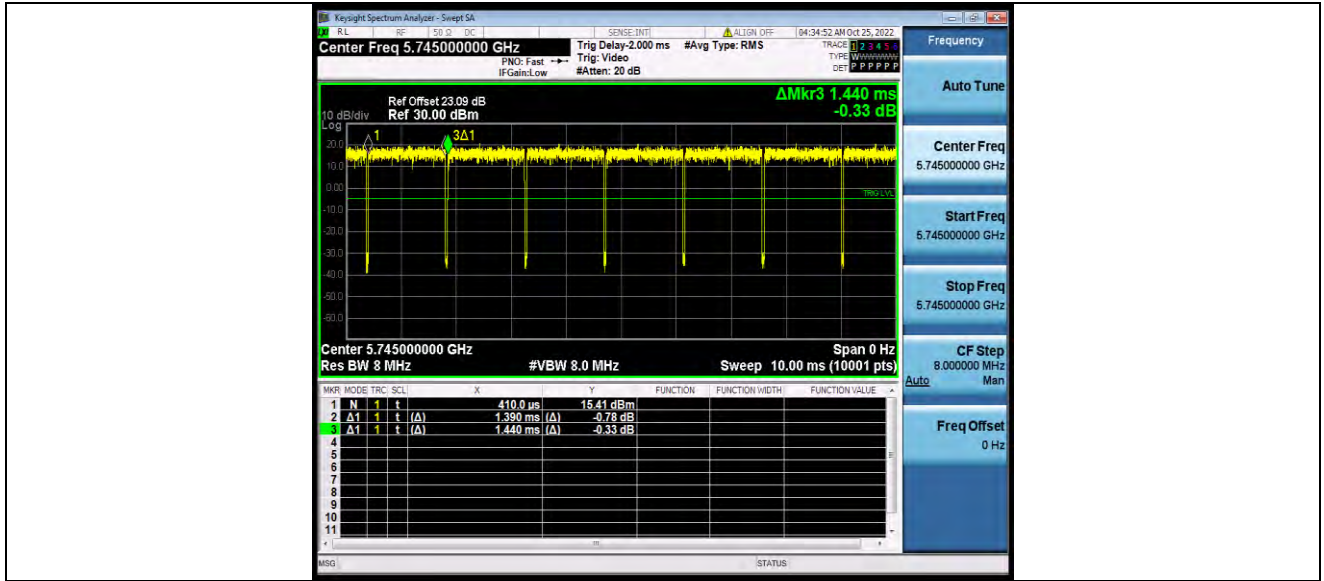 Keysight Spectrum Analyzer - Swept SA
RL RF 50 Ω DC SENSE:INT ALIGN OFF 04:34:52 AM Oct 25, 2022
Center Freq 5.745000000 GHz
PNO: Fast
IFGain:Low
Trig Delay-2.000 ms
Trig: Video
#Atten: 20 dB
#Avg Type: RMS
TRACE 1 2 3 4 5 6
TYPE WWWWWW
DET P P P P P P
Frequency
Auto Tune
Center Freq
5.745000000 GHz
Start Freq
5.745000000 GHz
Stop Freq
5.745000000 GHz
CF Step
8.000000 MHz
Auto Man
Freq Offset
0 Hz
ΔMkr3 1.440 ms
-0.33 dB
Ref Offset 23.09 dB
10 dB/div Ref 30.00 dBm
Log
20.0
10.0
0.00
-10.0
-20.0
-30.0
-40.0
-50.0
-60.0
1
3Δ1
TRIG LVL
Center 5.745000000 GHz Span 0 Hz
Res BW 8 MHz #VBW 8.0 MHz Sweep 10.00 ms (10001 pts)
MKR MODE TRC SCL X Y FUNCTION FUNCTION WIDTH FUNCTION VALUE
1 N 1 t 410.0 µs 15.41 dBm
2 Δ1 1 t (Δ) 1.390 ms (Δ) -0.78 dB
3 Δ1 1 t (Δ) 1.440 ms (Δ) -0.33 dB
4
5
6
7
8
9
10
11
MSG STATUS